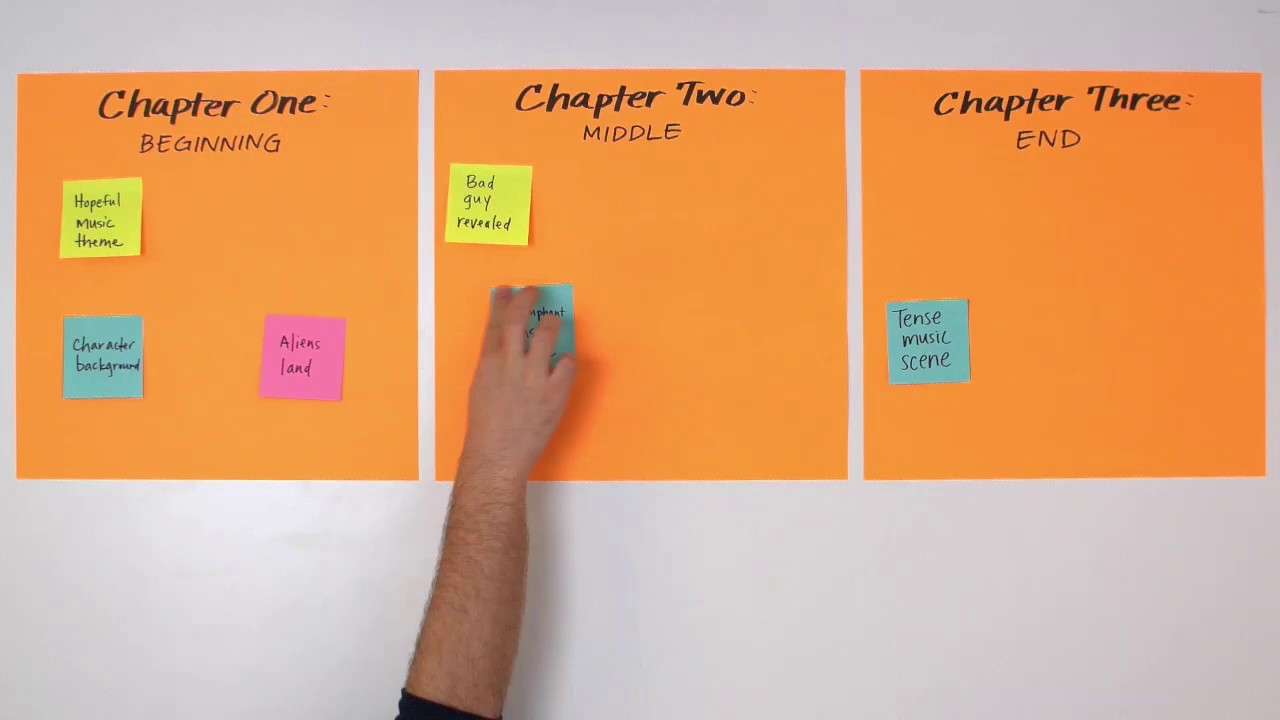 Chapter One:
BEGINNING
Hopeful
music
theme
Character
background
Aliens
land
Chapter Two:
MIDDLE
Bad
guy
revealed
Chapter Three:
END
Tense
music
scene